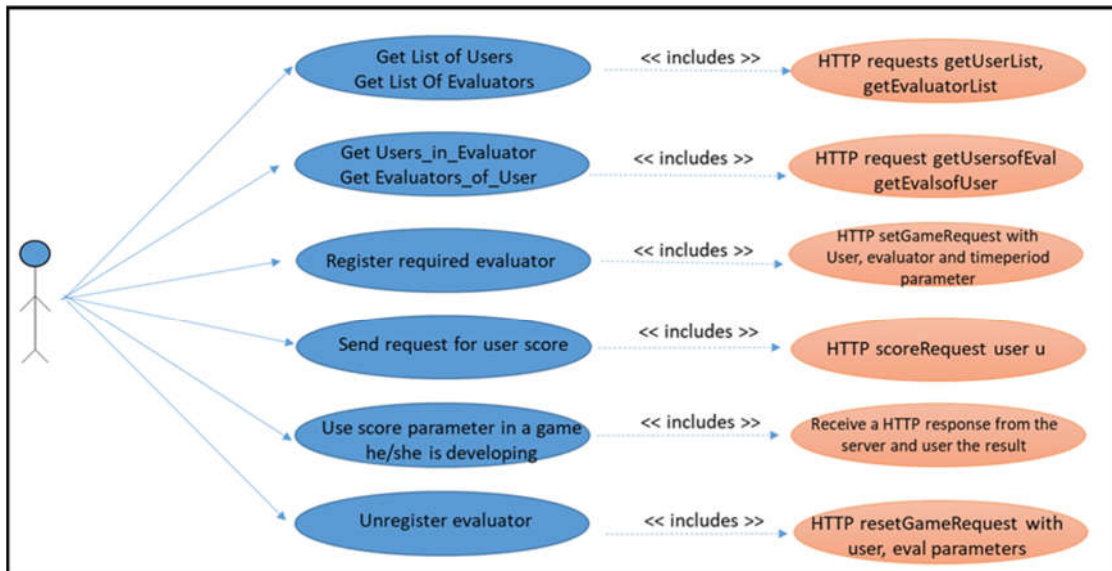 Get List of Users
Get List Of Evaluators
<< includes >>
HTTP requests getUserList,
getEvaluatorList
Get Users_in_Evaluator
Get Evaluators_of_User
<< includes >>
HTTP request getUsersofEval
getEvalsofUser
Register required evaluator
<< includes >>
HTTP setGameRequest with
User, evaluator and timeperiod
parameter
Send request for user score
<< includes >>
HTTP scoreRequest user u
Use score parameter in a game
he/she is developing
<< includes >>
Receive a HTTP response from the
server and user the result
Unregister evaluator
<< includes >>
HTTP resetGameRequest with
user, eval parameters